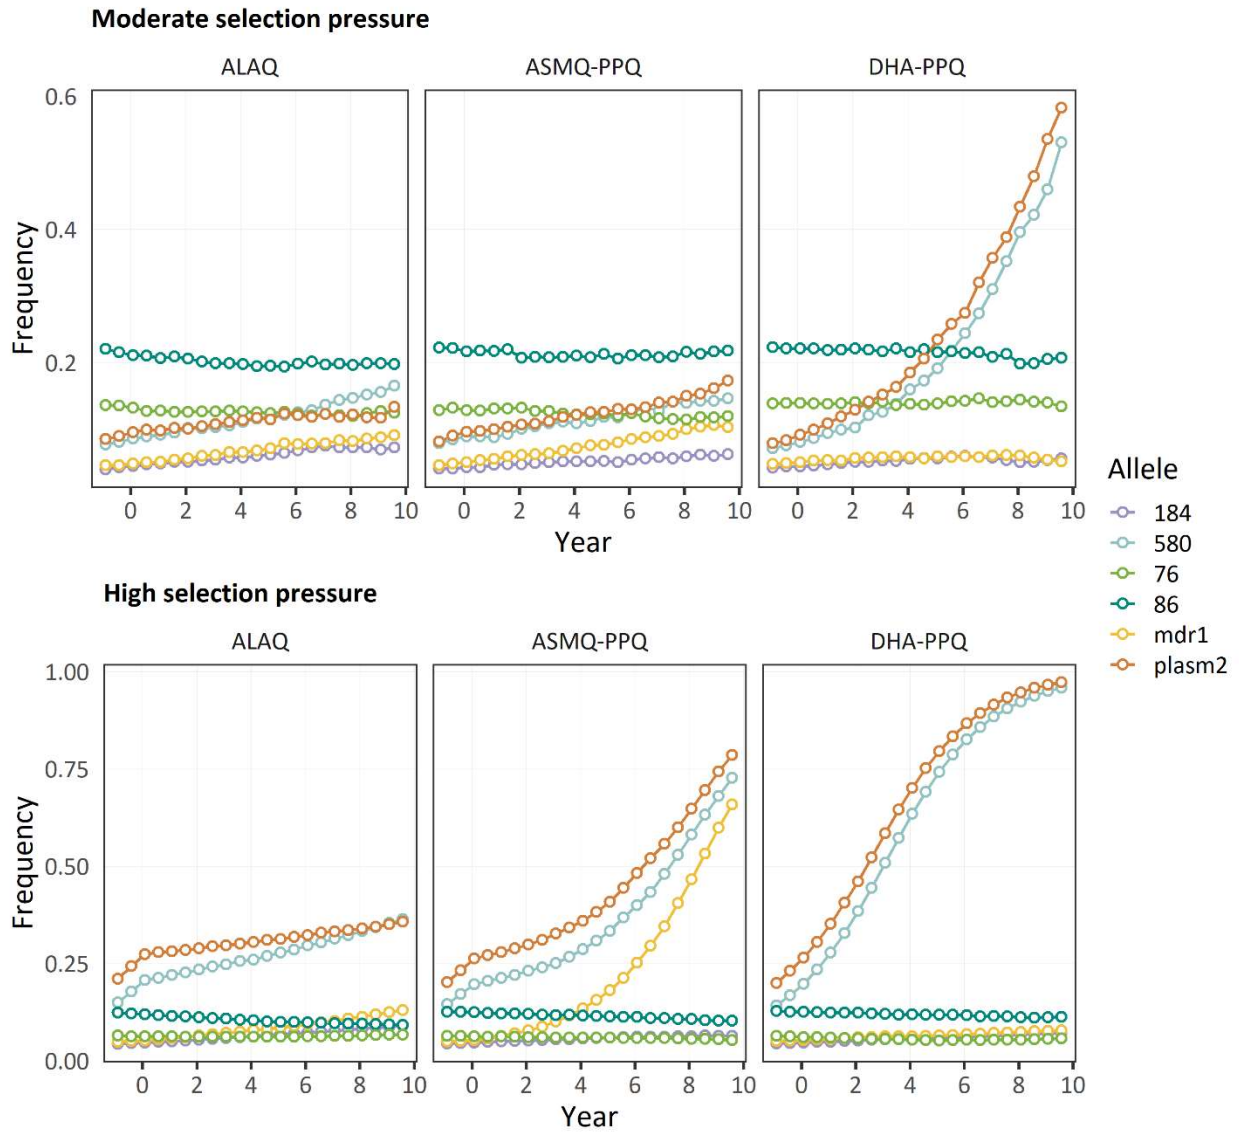 Moderate selection pressure
ALAQ ASMQ-PPQ DHA-PPQ
0.6
0.4
0.2
Frequency
0 2 4 6 8 10 0 2 4 6 8 10 0 2 4 6 8 10
Year
High selection pressure
ALAQ ASMQ-PPQ DHA-PPQ
1.00
0.75
0.50
0.25
0.00
Frequency
0 2 4 6 8 10 0 2 4 6 8 10 0 2 4 6 8 10
Year
Allele
184
580
76
86
mdr1
plasm2